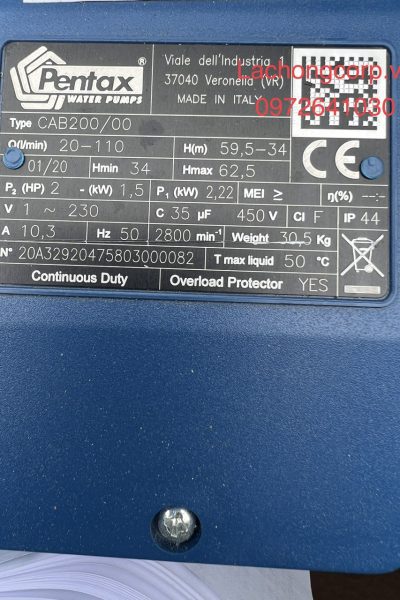 Pentax®
WATER PUMPS
Viale dell'Industria 1
37040 Veronella (VR)
MADE IN ITALY
Lachongcorp.v
0972641030
Type CAB200/00
Q(l/min) 20-110 H(m) 59,5-34
01/20 Hmin 34 Hmax 62,5
P2 (HP) 2 - (kW) 1,5 P1 (kW) 2,22 MEI ≥ η(%) --,-
V 1 ~ 230 C 35 µF 450 V Cl F IP 44
A 10,3 Hz 50 2800 min⁻¹ Weight 30,5 Kg
N° 20A32920475803000082 T max liquid 50 °C
Continuous Duty Overload Protector YES
CE